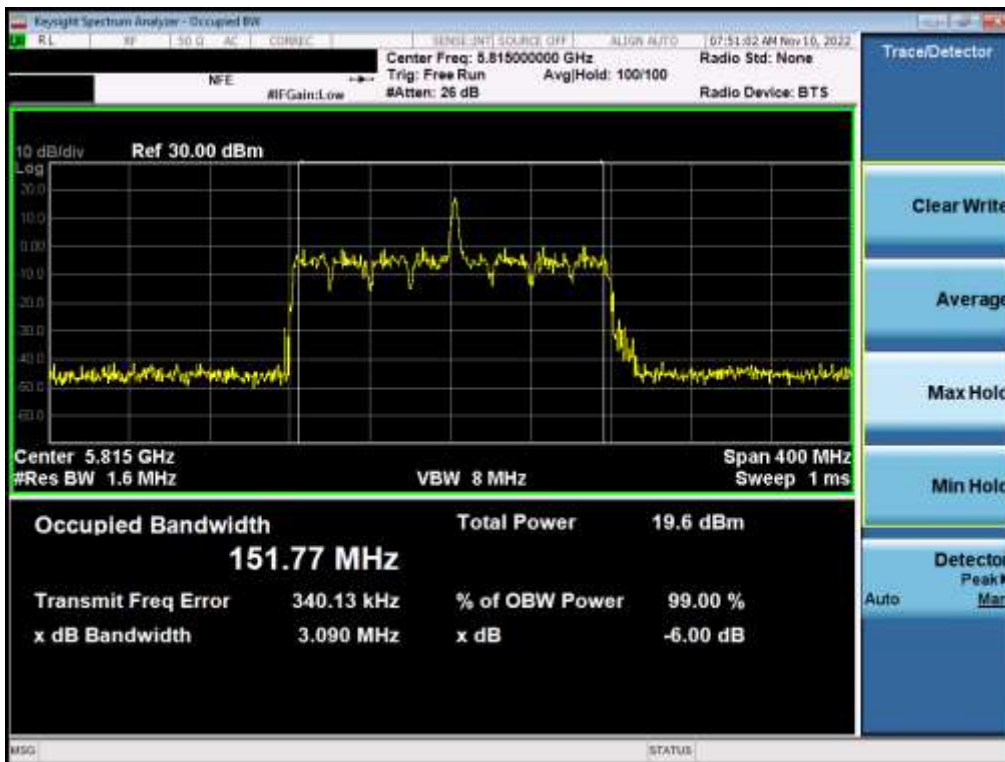 Keysight Spectrum Analyzer - Occupied BW
RL RF 50 Ω AC CORREC SENSE:INT SOURCE OFF ALIGN AUTO 07:51:02 AM Nov 10, 2022
Center Freq: 5.815000000 GHz Radio Std: None
NFE Trig: Free Run Avg|Hold: 100/100
#IFGain:Low #Atten: 26 dB Radio Device: BTS
Trace/Detector
10 dB/div Ref 30.00 dBm
Log
20.0
10.0
0.00
-10.0
-20.0
-30.0
-40.0
-50.0
-60.0
Center 5.815 GHz Span 400 MHz
#Res BW 1.6 MHz VBW 8 MHz Sweep 1 ms
Occupied Bandwidth Total Power 19.6 dBm
151.77 MHz
Transmit Freq Error 340.13 kHz % of OBW Power 99.00 %
x dB Bandwidth 3.090 MHz x dB -6.00 dB
Clear Write
Average
Max Hold
Min Hold
Detector
Peak
Auto Man
MSG STATUS